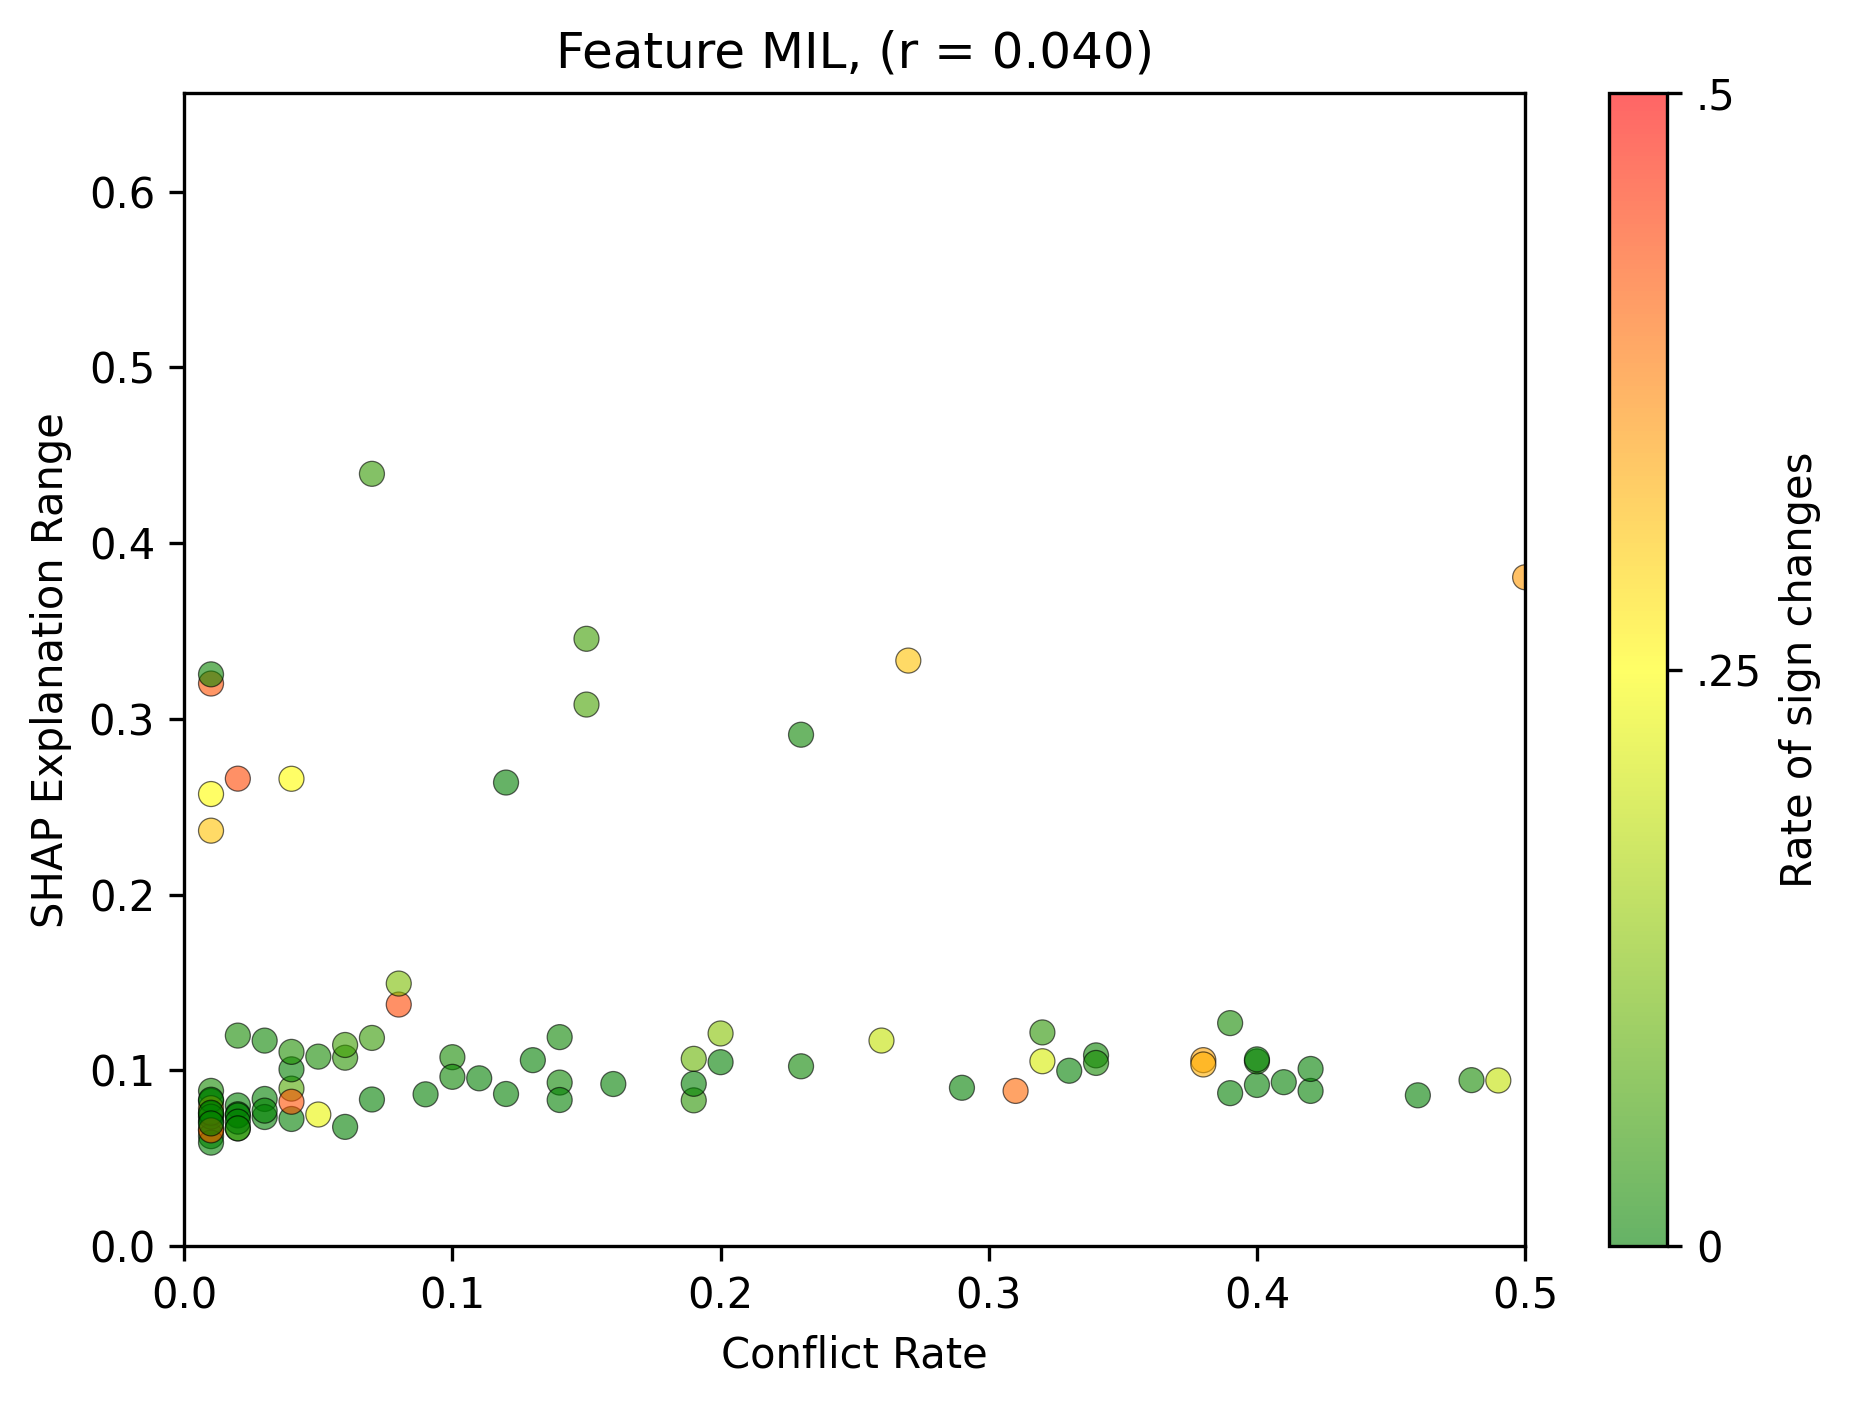 Feature MIL, (r = 0.040)
SHAP Explanation Range
0.6
0.5
0.4
0.3
0.2
0.1
0.0
0.0 0.1 0.2 0.3 0.4 0.5
Conflict Rate
.5
.25
0
Rate of sign changes